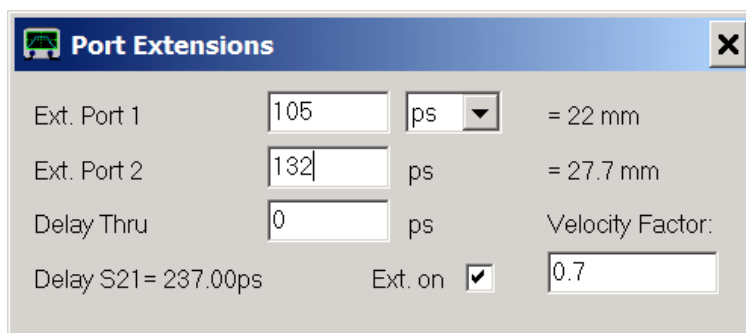 Port Extensions
Ext. Port 1 105 ps = 22 mm
Ext. Port 2 132 ps = 27.7 mm
Delay Thru 0 ps Velocity Factor:
Delay S21= 237.00ps Ext. on 0.7